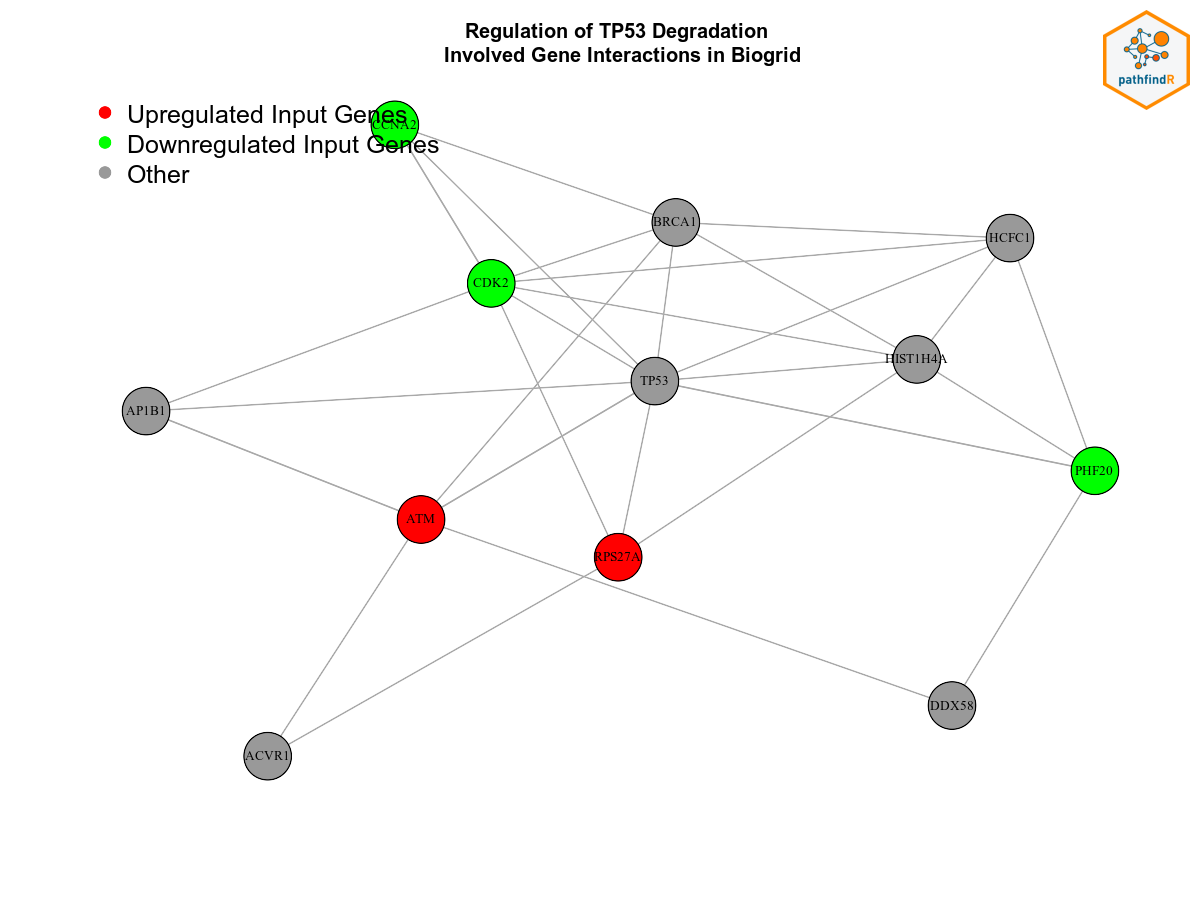 Regulation of TP53 Degradation
Involved Gene Interactions in Biogrid
pathfindR
Upregulated Input Genes
Downregulated Input Genes
Other
CCNA2
BRCA1
HCFC1
CDK2
HIST1H4A
TP53
AP1B1
PHF20
ATM
RPS27A
DDX58
ACVR1